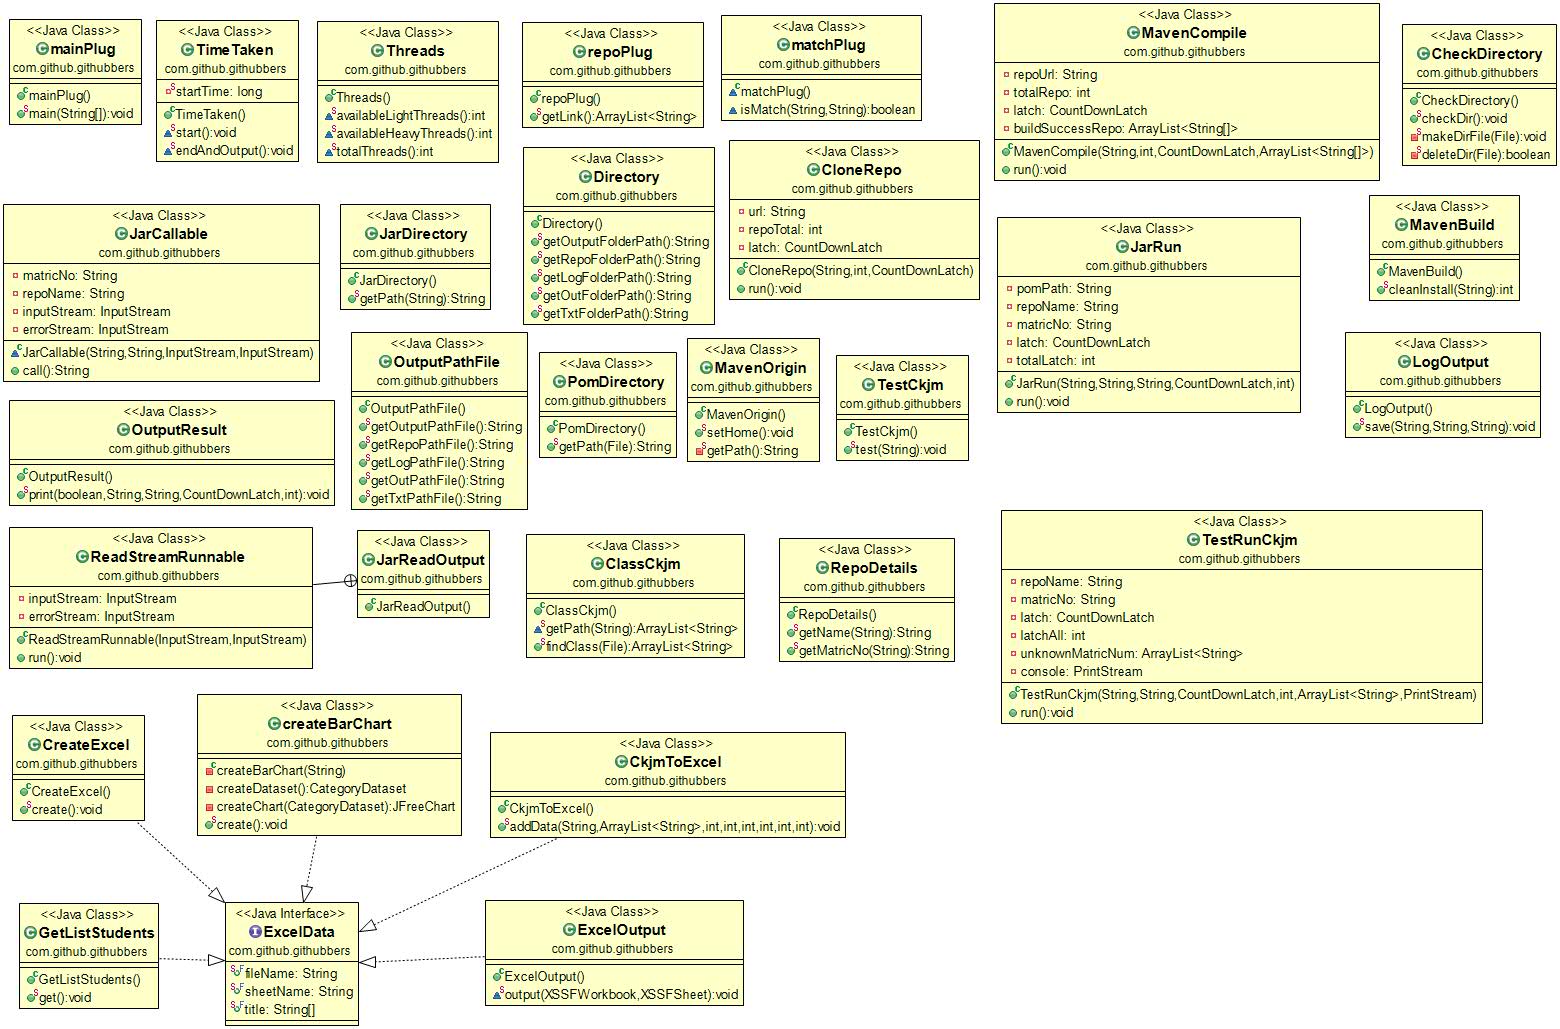 <<Java Class>>
mainPlug
com.github.githubbers
mainPlug()
main(String[]):void
<<Java Class>>
TimeTaken
com.github.githubbers
startTime: long
TimeTaken()
start():void
endAndOutput():void
<<Java Class>>
Threads
com.github.githubbers
Threads()
availableLightThreads():int
availableHeavyThreads():int
totalThreads():int
<<Java Class>>
repoPlug
com.github.githubbers
repoPlug()
getLink():ArrayList<String>
<<Java Class>>
matchPlug
com.github.githubbers
matchPlug()
isMatch(String,String):boolean
<<Java Class>>
MavenCompile
com.github.githubbers
repoUrl: String
totalRepo: int
latch: CountDownLatch
buildSuccessRepo: ArrayList<String[]>
MavenCompile(String,int,CountDownLatch,ArrayList<String[]>)
run():void
<<Java Class>>
CheckDirectory
com.github.githubbers
CheckDirectory()
checkDir():void
makeDirFile(File):void
deleteDir(File):boolean
<<Java Class>>
JarCallable
com.github.githubbers
matricNo: String
repoName: String
inputStream: InputStream
errorStream: InputStream
JarCallable(String,String,InputStream,InputStream)
call():String
<<Java Class>>
JarDirectory
com.github.githubbers
JarDirectory()
getPath(String):String
<<Java Class>>
Directory
com.github.githubbers
Directory()
getOutputFolderPath():String
getRepoFolderPath():String
getLogFolderPath():String
getOutFolderPath():String
getTxtFolderPath():String
<<Java Class>>
CloneRepo
com.github.githubbers
url: String
repoTotal: int
latch: CountDownLatch
CloneRepo(String,int,CountDownLatch)
run():void
<<Java Class>>
JarRun
com.github.githubbers
pomPath: String
repoName: String
matricNo: String
latch: CountDownLatch
totalLatch: int
JarRun(String,String,String,CountDownLatch,int)
run():void
<<Java Class>>
MavenBuild
com.github.githubbers
MavenBuild()
cleanInstall(String):int
<<Java Class>>
OutputResult
com.github.githubbers
OutputResult()
print(boolean,String,String,CountDownLatch,int):void
<<Java Class>>
OutputPathFile
com.github.githubbers
OutputPathFile()
getOutputPathFile():String
getRepoPathFile():String
getLogPathFile():String
getOutPathFile():String
getTxtPathFile():String
<<Java Class>>
PomDirectory
com.github.githubbers
PomDirectory()
getPath(File):String
<<Java Class>>
MavenOrigin
com.github.githubbers
MavenOrigin()
setHome():void
getPath():String
<<Java Class>>
TestCkjm
com.github.githubbers
TestCkjm()
test(String):void
<<Java Class>>
LogOutput
com.github.githubbers
LogOutput()
save(String,String,String):void
<<Java Class>>
ReadStreamRunnable
com.github.githubbers
inputStream: InputStream
errorStream: InputStream
ReadStreamRunnable(InputStream,InputStream)
run():void
<<Java Class>>
JarReadOutput
com.github.githubbers
JarReadOutput()
<<Java Class>>
ClassCkjm
com.github.githubbers
ClassCkjm()
getPath(String):ArrayList<String>
findClass(File):ArrayList<String>
<<Java Class>>
RepoDetails
com.github.githubbers
RepoDetails()
getName(String):String
getMatricNo(String):String
<<Java Class>>
TestRunCkjm
com.github.githubbers
repoName: String
matricNo: String
latch: CountDownLatch
latchAll: int
unknownMatricNum: ArrayList<String>
console: PrintStream
TestRunCkjm(String,String,CountDownLatch,int,ArrayList<String>,PrintStream)
run():void
<<Java Class>>
CreateExcel
com.github.githubbers
CreateExcel()
create():void
<<Java Class>>
createBarChart
com.github.githubbers
createBarChart(String)
createDataset():CategoryDataset
createChart(CategoryDataset):JFreeChart
create():void
<<Java Class>>
CkjmToExcel
com.github.githubbers
CkjmToExcel()
addData(String,ArrayList<String>,int,int,int,int,int,int):void
<<Java Class>>
GetListStudents
com.github.githubbers
GetListStudents()
get():void
<<Java Interface>>
ExcelData
com.github.githubbers
fileName: String
sheetName: String
title: String[]
<<Java Class>>
ExcelOutput
com.github.githubbers
ExcelOutput()
output(XSSFWorkbook,XSSFSheet):void